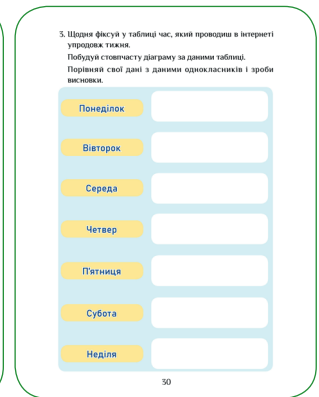 3. Щодня фіксуй у таблиці час, який проводиш в інтернеті
упродовж тижня.
Побудуй стовпчасту діаграму за даними таблиці.
Порівняй свої дані з даними однокласників і зроби
висновки.
Понеділок
Вівторок
Середа
Четвер
П'ятниця
Субота
Неділя
30